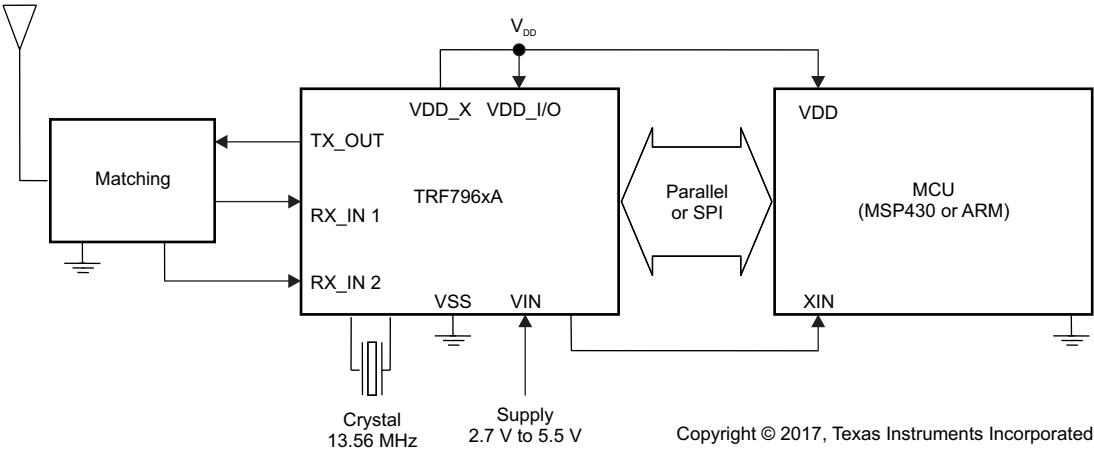 V_DD
VDD_X VDD_I/O
VDD
TX_OUT
Matching
TRF796xA
Parallel
or SPI
MCU
(MSP430 or ARM)
RX_IN 1
RX_IN 2
VSS
VIN
XIN
Crystal
13.56 MHz
Supply
2.7 V to 5.5 V
Copyright © 2017, Texas Instruments Incorporated